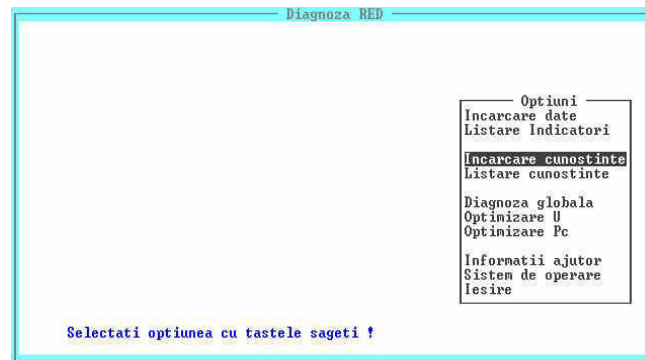 Diagnoza RED
Optiuni
Incarcare date
Listare Indicatori
Incarcare cunostinte
Listare cunostinte
Diagnoza globala
Optimizare U
Optimizare Pc
Informatii ajutor
Sistem de operare
Iesire
Selectati optiunea cu tastele sageti !